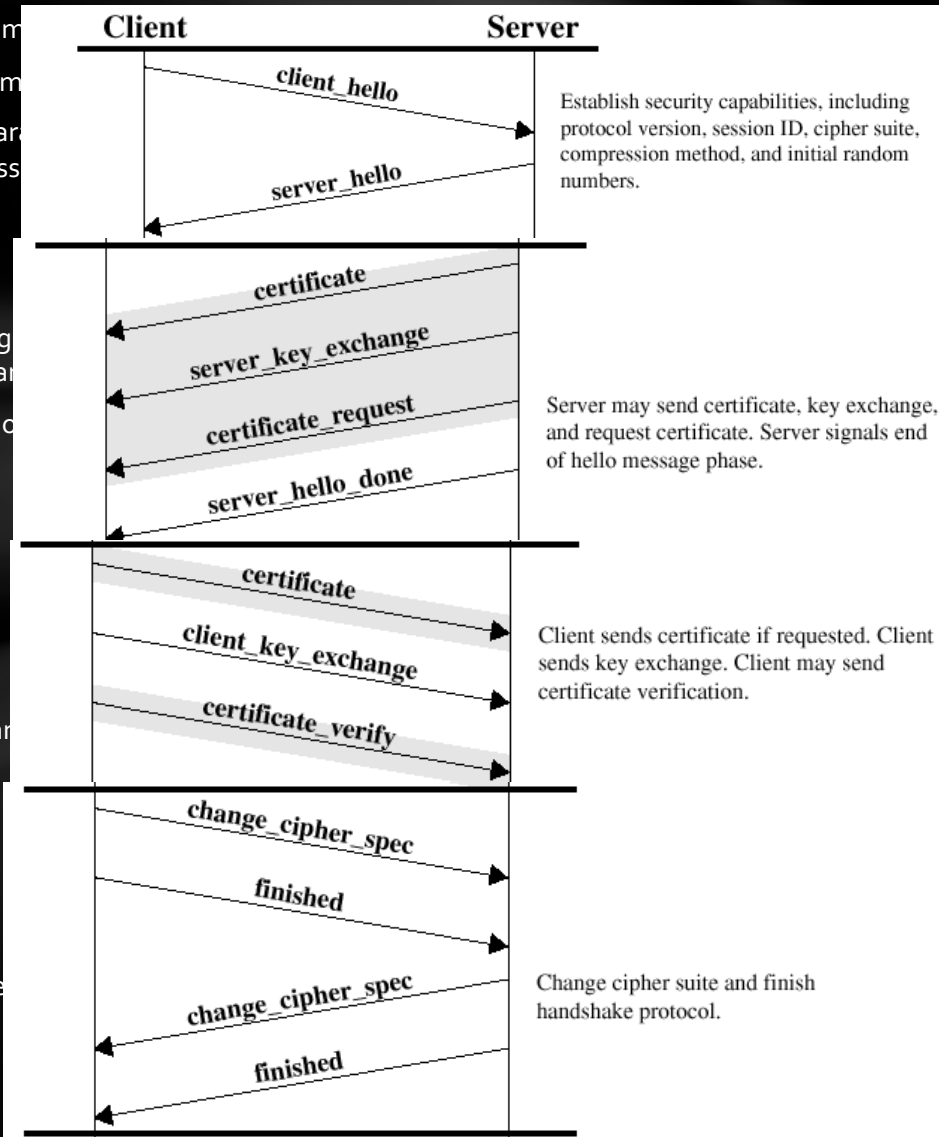 Client Server
client_hello
Establish security capabilities, including
protocol version, session ID, cipher suite,
compression method, and initial random
numbers.
server_hello
certificate
server_key_exchange
certificate_request
Server may send certificate, key exchange,
and request certificate. Server signals end
of hello message phase.
server_hello_done
certificate
client_key_exchange
Client sends certificate if requested. Client
sends key exchange. Client may send
certificate verification.
certificate_verify
change_cipher_spec
finished
change_cipher_spec
Change cipher suite and finish
handshake protocol.
finished